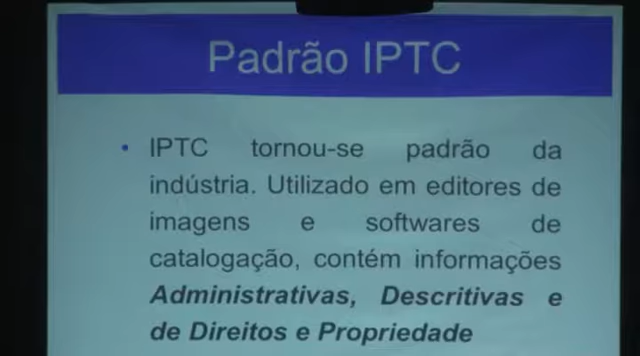 Padrão IPTC
• IPTC tornou-se padrão da
indústria. Utilizado em editores de
imagens e softwares de
catalogação, contém informações
Administrativas, Descritivas e
de Direitos e Propriedade